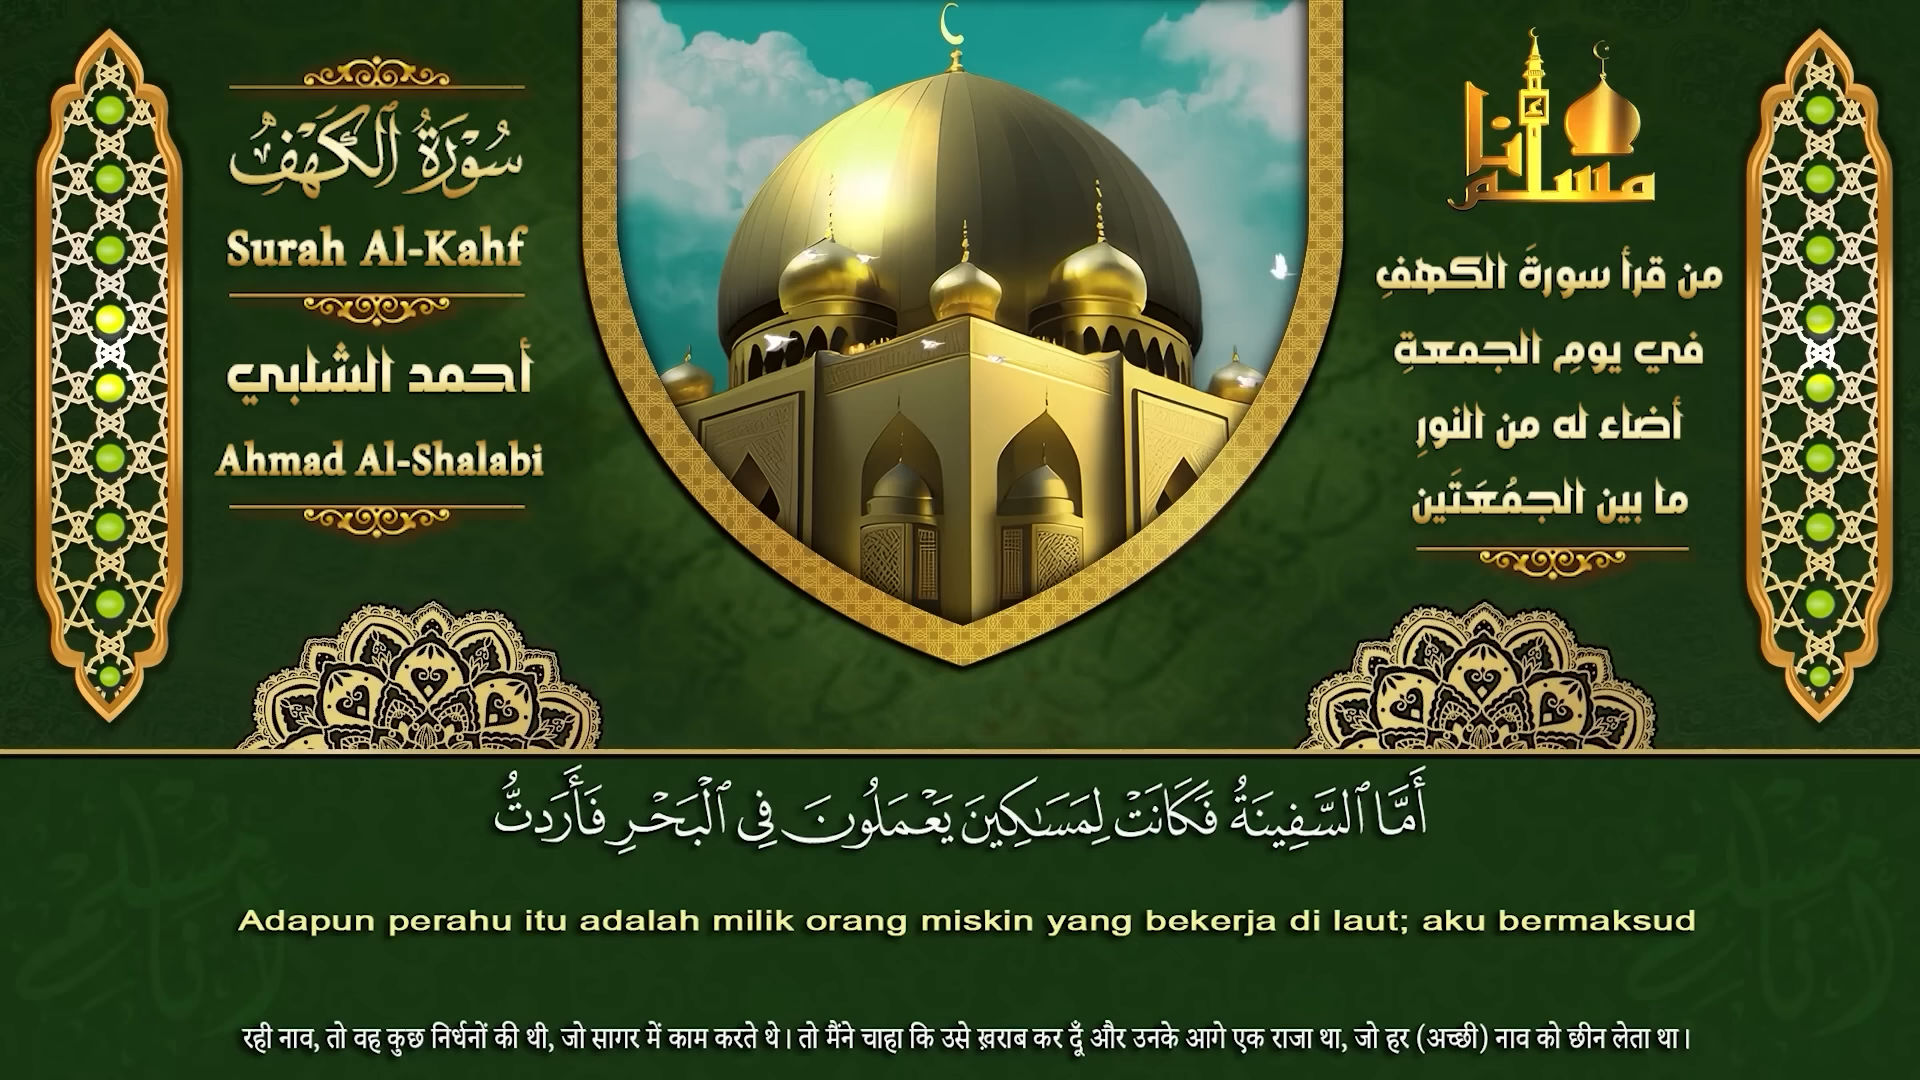 سُورَةُ الكَهْفِ
Surah Al-Kahf
أحمد الشلبي
Ahmad Al-Shalabi
أنا مسلم
من قرأ سورةَ الكهفِ
في يومِ الجمعةِ
أضاء له من النورِ
ما بين الجمُعَتَين
أَمَّا ٱلسَّفِينَةُ فَكَانَتْ لِمَسَٰكِينَ يَعْمَلُونَ فِى ٱلْبَحْرِ فَأَرَدتُّ
Adapun perahu itu adalah milik orang miskin yang bekerja di laut; aku bermaksud
रही नाव, तो वह कुछ निर्धनों की थी, जो सागर में काम करते थे। तो मैंने चाहा कि उसे ख़राब कर दूँ और उनके आगे एक राजा था, जो हर (अच्छी) नाव को छीन लेता था।